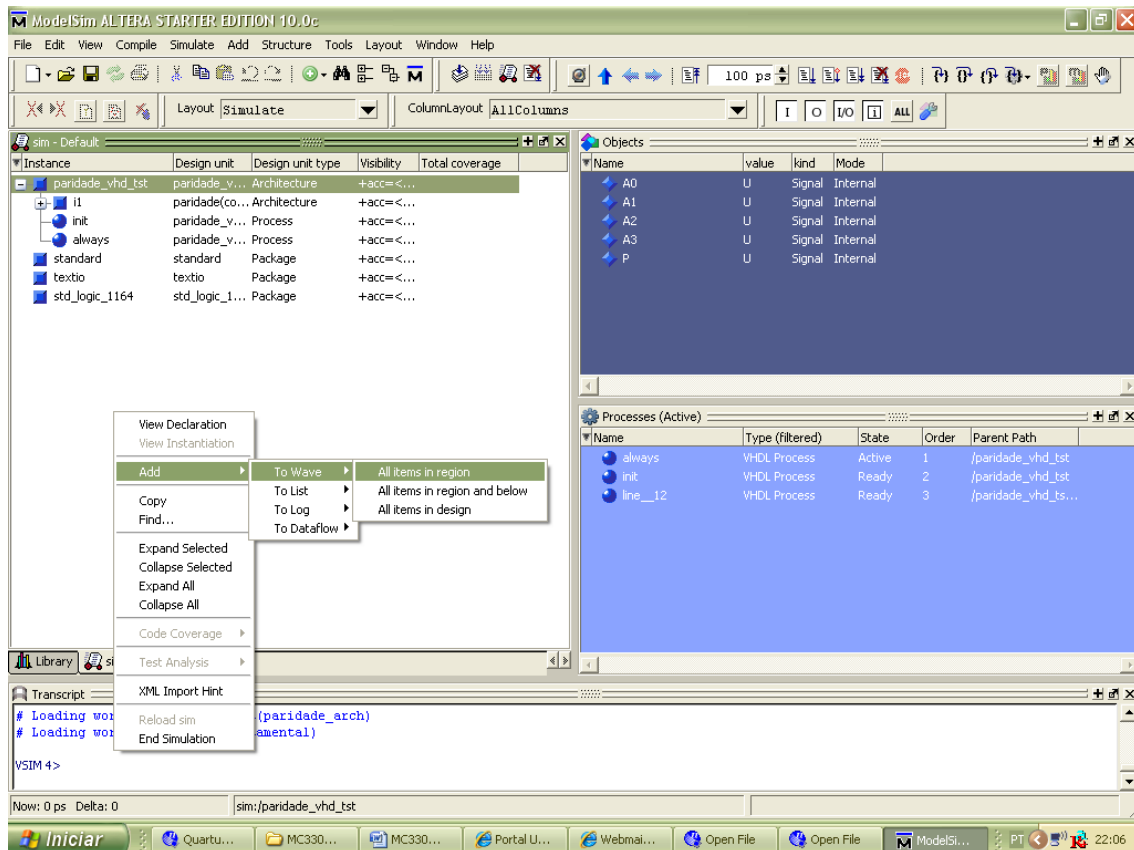 ModelSim ALTERA STARTER EDITION 10.0c
File Edit View Compile Simulate Add Structure Tools Layout Window Help
100 ps
Layout Simulate ColumnLayout AllColumns I O I/O i ALL
sim - Default
Instance Design unit Design unit type Visibility Total coverage
paridade_vhd_tst paridade_v... Architecture +acc=<...
i1 paridade(co... Architecture +acc=<...
init paridade_v... Process +acc=<...
always paridade_v... Process +acc=<...
standard standard Package +acc=<...
textio textio Package +acc=<...
std_logic_1164 std_logic_1... Package +acc=<...
Objects
Name value kind Mode
A0 U Signal Internal
A1 U Signal Internal
A2 U Signal Internal
A3 U Signal Internal
P U Signal Internal
View Declaration
View Instantiation
Add
Copy
Find...
Expand Selected
Collapse Selected
Expand All
Collapse All
Code Coverage
Test Analysis
XML Import Hint
Reload sim
End Simulation
To Wave
To List
To Log
To Dataflow
All items in region
All items in region and below
All items in design
Processes (Active)
Name Type (filtered) State Order Parent Path
always VHDL Process Active 1 /paridade_vhd_tst
init VHDL Process Ready 2 /paridade_vhd_tst
line__12 VHDL Process Ready 3 /paridade_vhd_ts...
Library si
Transcript
# Loading wor (paridade_arch)
# Loading wor amental)
VSIM 4>
Now: 0 ps Delta: 0 sim:/paridade_vhd_tst
Iniciar Quartu... MC330... MC330... Portal U... Webmai... Open File Open File ModelSi... PT 22:06